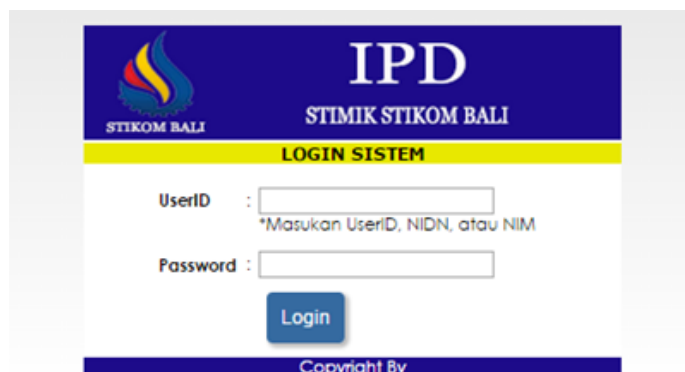 IPD
STIKOM BALI
STIMIK STIKOM BALI
LOGIN SISTEM
UserID :
*Masukan UserID, NIDN, atau NIM
Password :
Login
Copyright By